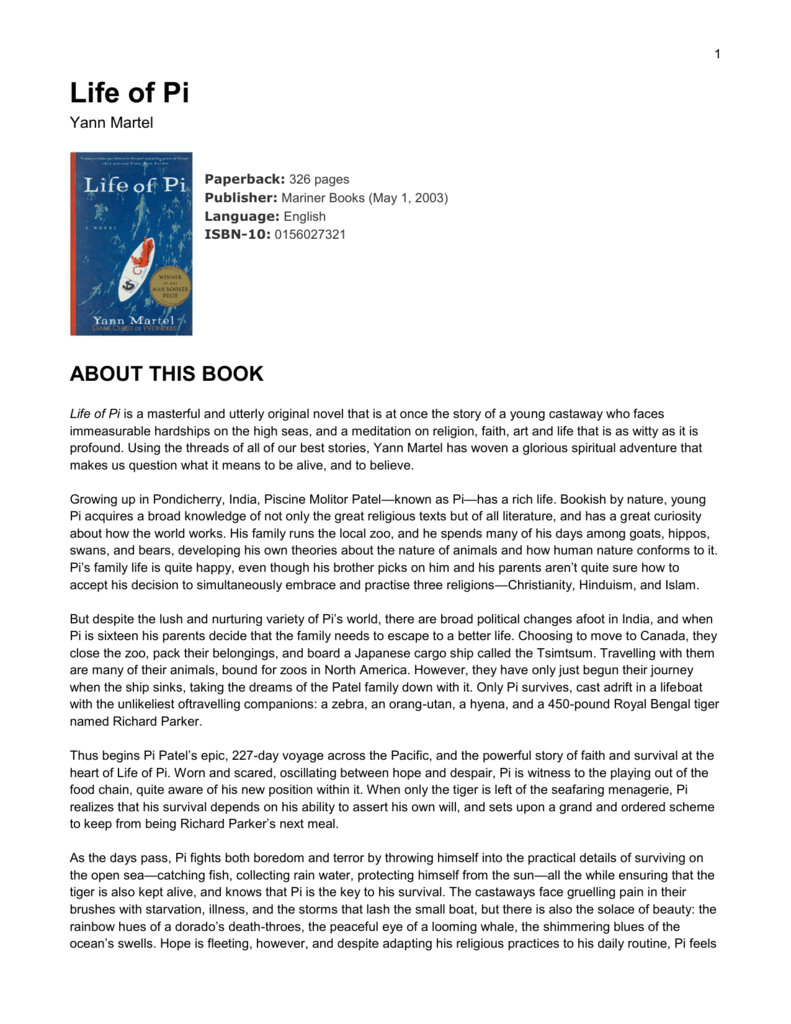 1
Life of Pi
Yann Martel
Life of Pi
A NOVEL
WINNER
OF THE
MAN BOOKER
PRIZE
Yann Martel
Paperback: 326 pages
Publisher: Mariner Books (May 1, 2003)
Language: English
ISBN-10: 0156027321
ABOUT THIS BOOK
Life of Pi is a masterful and utterly original novel that is at once the story of a young castaway who faces
immeasurable hardships on the high seas, and a meditation on religion, faith, art and life that is as witty as it is
profound. Using the threads of all of our best stories, Yann Martel has woven a glorious spiritual adventure that
makes us question what it means to be alive, and to believe.
Growing up in Pondicherry, India, Piscine Molitor Patel—known as Pi—has a rich life. Bookish by nature, young
Pi acquires a broad knowledge of not only the great religious texts but of all literature, and has a great curiosity
about how the world works. His family runs the local zoo, and he spends many of his days among goats, hippos,
swans, and bears, developing his own theories about the nature of animals and how human nature conforms to it.
Pi's family life is quite happy, even though his brother picks on him and his parents aren't quite sure how to
accept his decision to simultaneously embrace and practise three religions—Christianity, Hinduism, and Islam.
But despite the lush and nurturing variety of Pi's world, there are broad political changes afoot in India, and when
Pi is sixteen his parents decide that the family needs to escape to a better life. Choosing to move to Canada, they
close the zoo, pack their belongings, and board a Japanese cargo ship called the Tsimtsum. Travelling with them
are many of their animals, bound for zoos in North America. However, they have only just begun their journey
when the ship sinks, taking the dreams of the Patel family down with it. Only Pi survives, cast adrift in a lifeboat
with the unlikeliest oftravelling companions: a zebra, an orang-utan, a hyena, and a 450-pound Royal Bengal tiger
named Richard Parker.
Thus begins Pi Patel's epic, 227-day voyage across the Pacific, and the powerful story of faith and survival at the
heart of Life of Pi. Worn and scared, oscillating between hope and despair, Pi is witness to the playing out of the
food chain, quite aware of his new position within it. When only the tiger is left of the seafaring menagerie, Pi
realizes that his survival depends on his ability to assert his own will, and sets upon a grand and ordered scheme
to keep from being Richard Parker's next meal.
As the days pass, Pi fights both boredom and terror by throwing himself into the practical details of surviving on
the open sea—catching fish, collecting rain water, protecting himself from the sun—all the while ensuring that the
tiger is also kept alive, and knows that Pi is the key to his survival. The castaways face gruelling pain in their
brushes with starvation, illness, and the storms that lash the small boat, but there is also the solace of beauty: the
rainbow hues of a dorado's death-throes, the peaceful eye of a looming whale, the shimmering blues of the
ocean's swells. Hope is fleeting, however, and despite adapting his religious practices to his daily routine, Pi feels